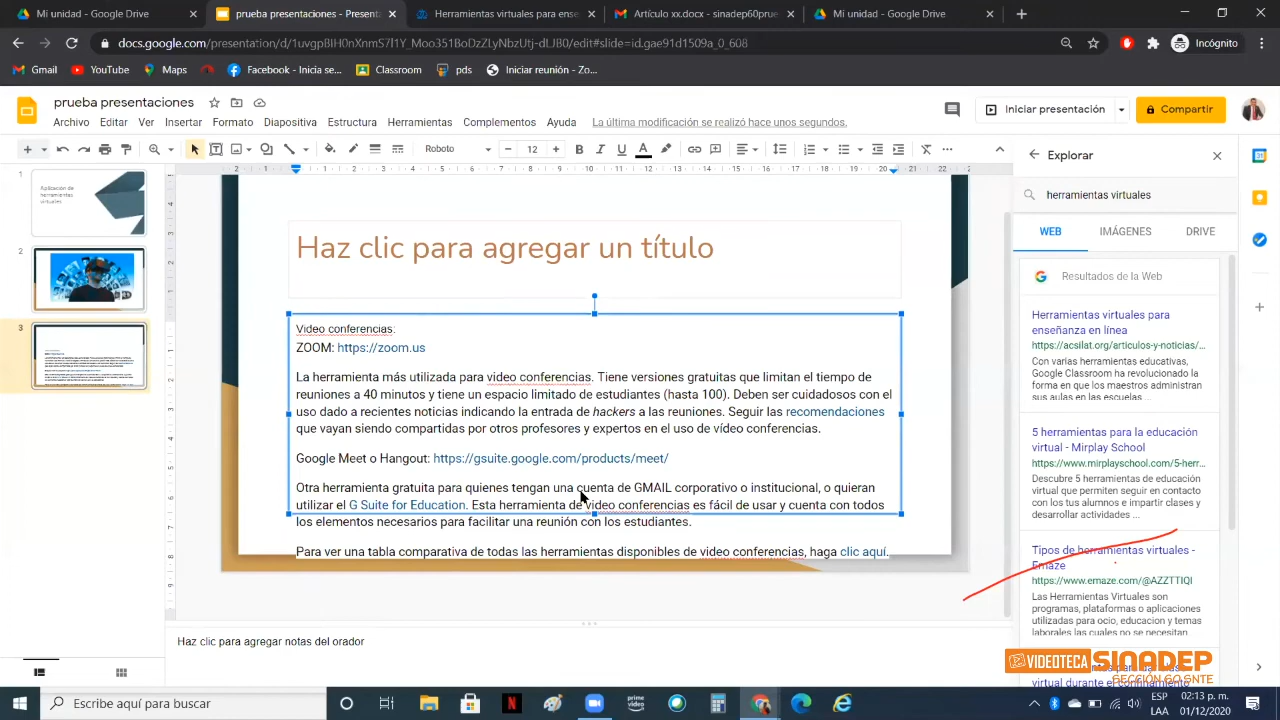 Mi unidad - Google Drive
prueba presentaciones - Present
Herramientas virtuales para ense
Artículo xx.docx - sinadep60prue
Mi unidad - Google Drive
docs.google.com/presentation/d/1uvgpBIH0nXnmS7l1Y_Moo351BoDzZLyNbzUtj-dLJB0/edit#slide=id.gae91d1509a_0_608
Incógnito
Gmail
YouTube
Maps
Facebook - Inicia se...
Classroom
pds
Iniciar reunión - Zo...
prueba presentaciones
Archivo Editar Ver Insertar Formato Diapositiva Estructura Herramientas Complementos Ayuda
La última modificación se realizó hace unos segundos.
Iniciar presentación
Compartir
Roboto
12
1
Aplicación de
herramientas
virtuales
2
3
Haz clic para agregar un título
Video conferencias:
ZOOM: https://zoom.us
La herramienta más utilizada para video conferencias. Tiene versiones gratuitas que limitan el tiempo de
reuniones a 40 minutos y tiene un espacio limitado de estudiantes (hasta 100). Deben ser cuidadosos con el
uso dado a recientes noticias indicando la entrada de hackers a las reuniones. Seguir las recomendaciones
que vayan siendo compartidas por otros profesores y expertos en el uso de vídeo conferencias.
Google Meet o Hangout: https://gsuite.google.com/products/meet/
Otra herramienta gratuita para quienes tengan una cuenta de GMAIL corporativo o institucional, o quieran
utilizar el G Suite for Education. Esta herramienta de video conferencias es fácil de usar y cuenta con todos
los elementos necesarios para facilitar una reunión con los estudiantes.
Para ver una tabla comparativa de todas las herramientas disponibles de video conferencias, haga clic aquí.
Haz clic para agregar notas del orador
Explorar
herramientas virtuales
WEB
IMÁGENES
DRIVE
Resultados de la Web
Herramientas virtuales para
enseñanza en línea
https://acsilat.org/articulos-y-noticias/...
Con varias herramientas educativas,
Google Classroom ha revolucionado la
forma en que los maestros administran
sus aulas en las escuelas ...
5 herramientas para la educación
virtual - Mirplay School
https://www.mirplayschool.com/5-herr...
Descubre 5 herramientas de educación
virtual que permiten seguir en contacto
con los tus alumnos e impartir clases y
desarrollar actividades ...
Tipos de herramientas virtuales -
Emaze
https://www.emaze.com/@AZZTTIQI
Las Herramientas Virtuales son
programas, plataformas o aplicaciones
utilizadas para ocio, educacion y temas
laborales las cuales no se necesitan
virtual durante el confinamiento
VIDEOTECA SINADEP
SECCIÓN 60 SNTE
Escribe aquí para buscar
prime
video
ESP
LAA
02:13 p. m.
01/12/2020